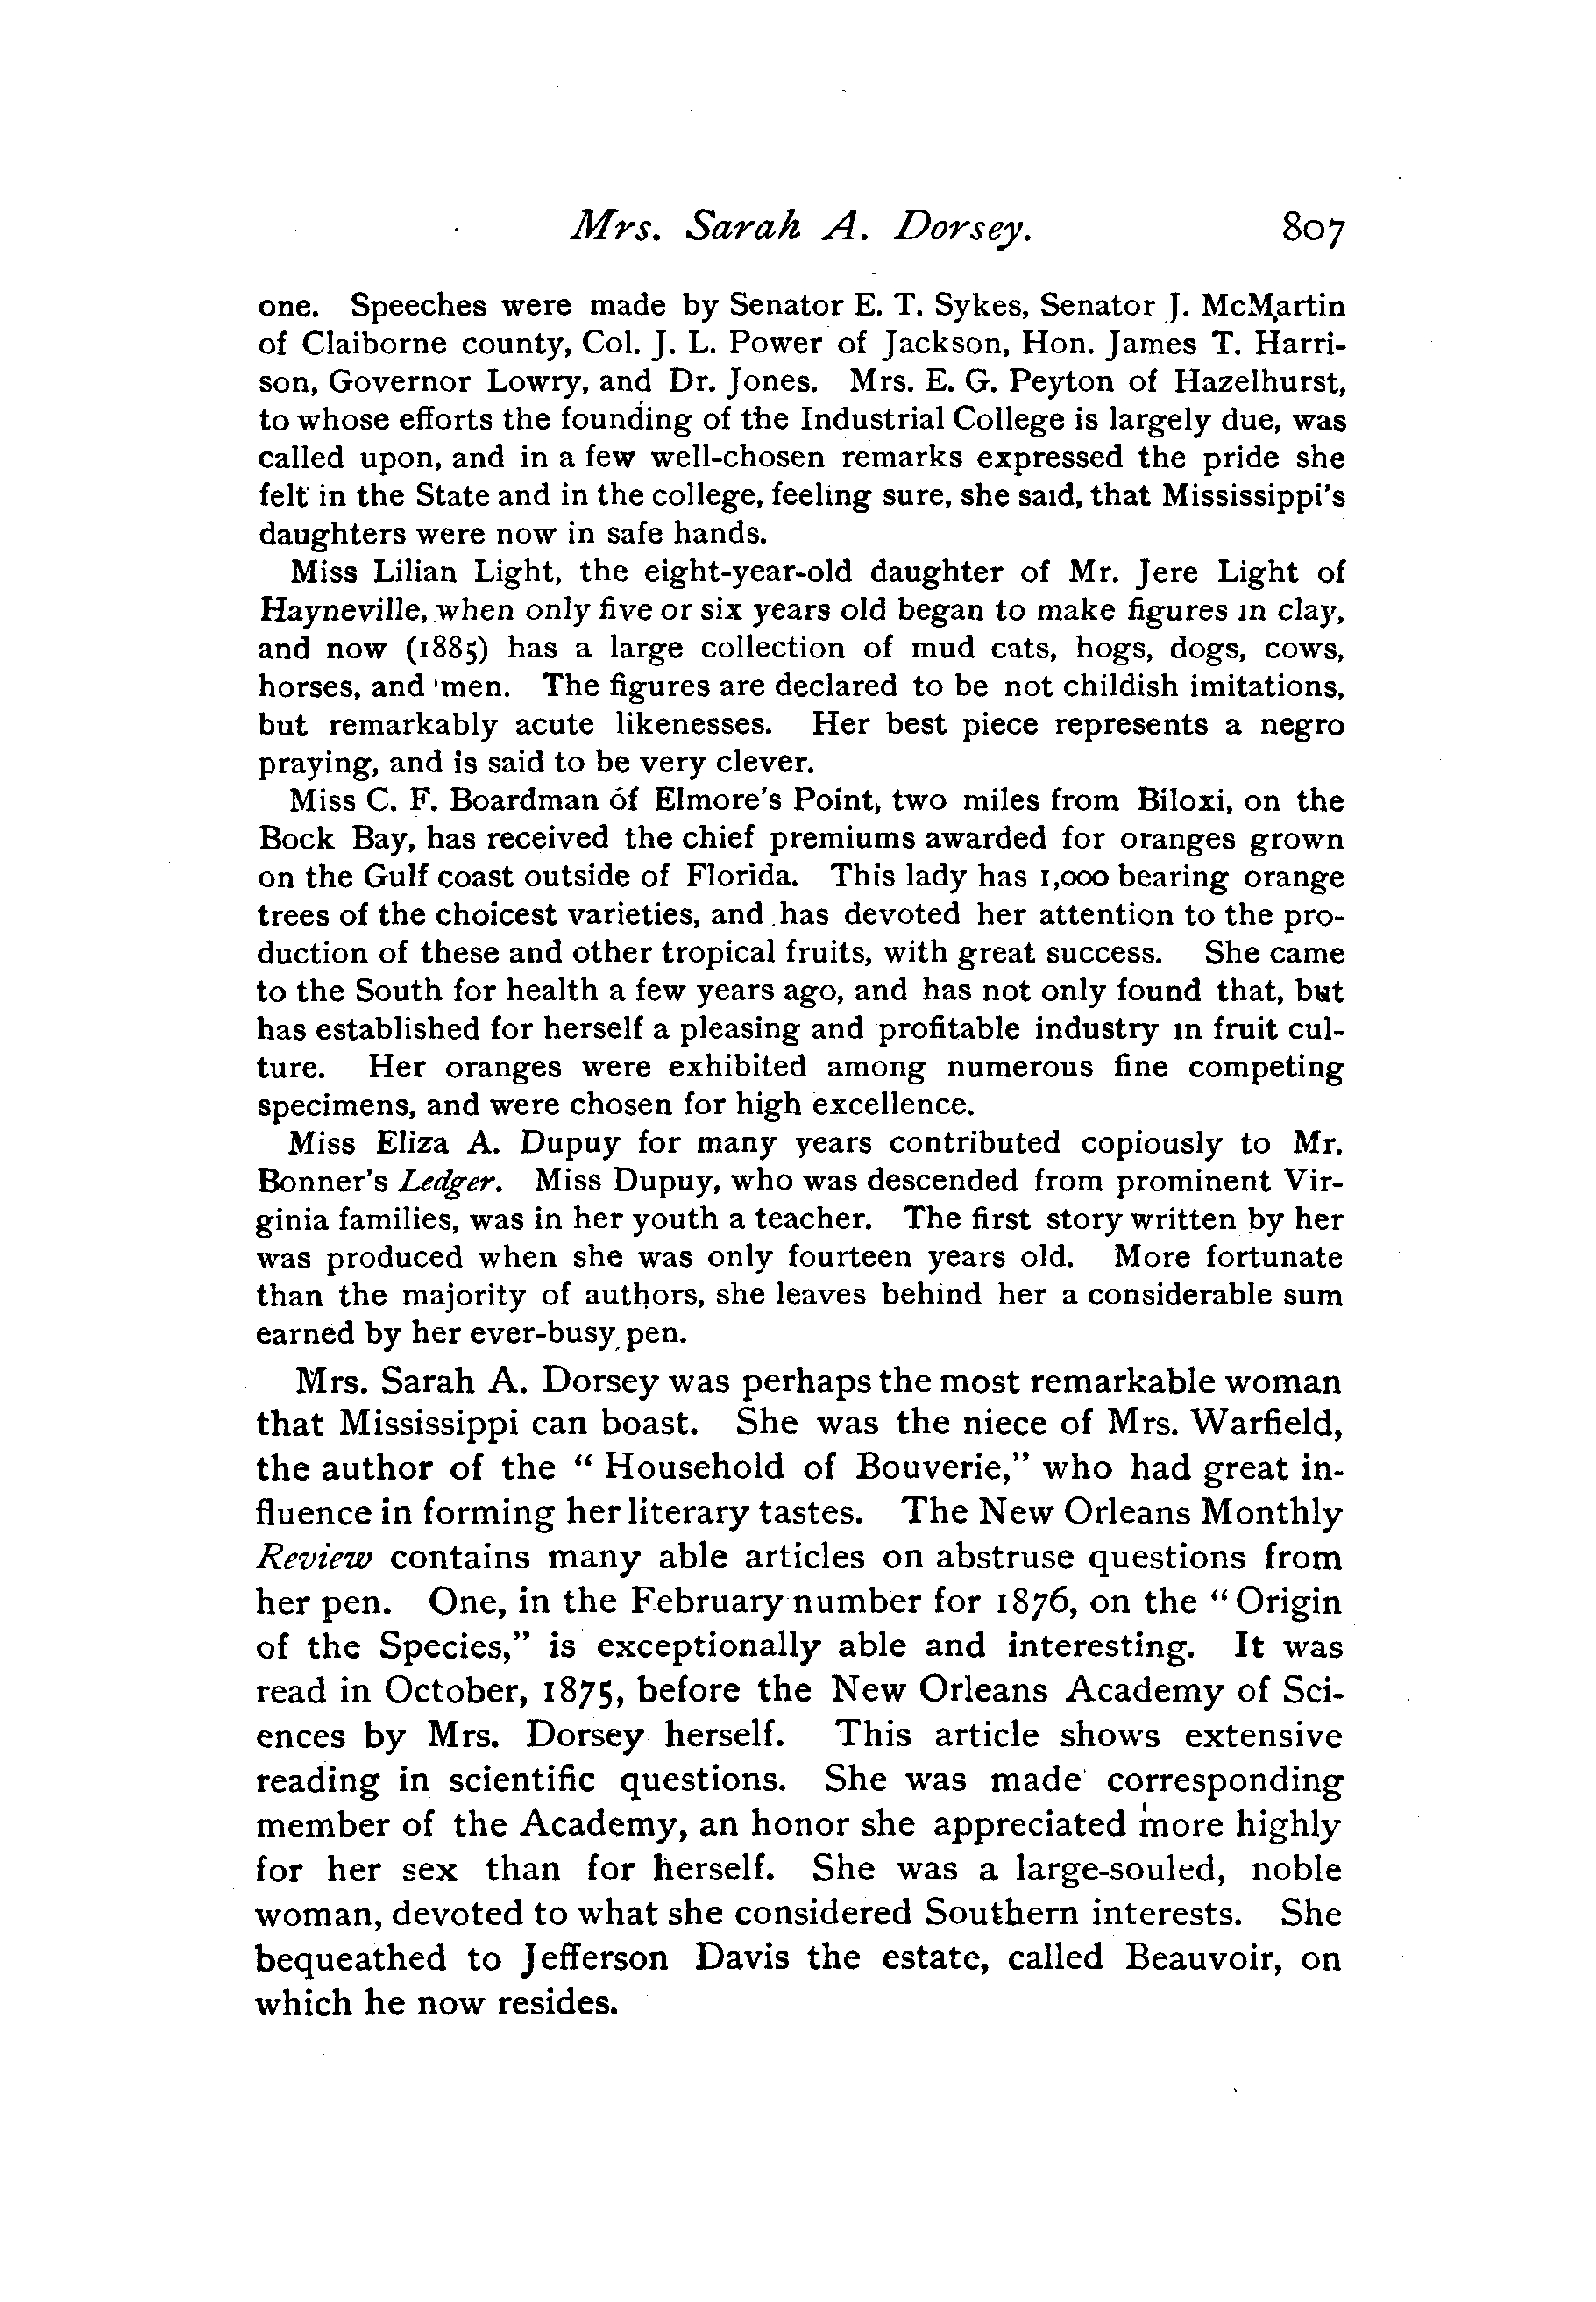 Mrs. Sarah A. Dorsey. 807
one. Speeches were made by Senator E. T. Sykes, Senator J. McMartin
of Claiborne county, Col. J. L. Power of Jackson, Hon. James T. Harri-
son, Governor Lowry, and Dr. Jones. Mrs. E. G. Peyton of Hazelhurst,
to whose efforts the founding of the Industrial College is largely due, was
called upon, and in a few well-chosen remarks expressed the pride she
felt in the State and in the college, feeling sure, she said, that Mississippi's
daughters were now in safe hands.
Miss Lilian Light, the eight-year-old daughter of Mr. Jere Light of
Hayneville, when only five or six years old began to make figures in clay,
and now (1885) has a large collection of mud cats, hogs, dogs, cows,
horses, and men. The figures are declared to be not childish imitations,
but remarkably acute likenesses. Her best piece represents a negro
praying, and is said to be very clever.
Miss C. F. Boardman of Elmore's Point, two miles from Biloxi, on the
Bock Bay, has received the chief premiums awarded for oranges grown
on the Gulf coast outside of Florida. This lady has 1,000 bearing orange
trees of the choicest varieties, and has devoted her attention to the pro-
duction of these and other tropical fruits, with great success. She came
to the South for health a few years ago, and has not only found that, but
has established for herself a pleasing and profitable industry in fruit cul-
ture. Her oranges were exhibited among numerous fine competing
specimens, and were chosen for high excellence.
Miss Eliza A. Dupuy for many years contributed copiously to Mr.
Bonner's Ledger. Miss Dupuy, who was descended from prominent Vir-
ginia families, was in her youth a teacher. The first story written by her
was produced when she was only fourteen years old. More fortunate
than the majority of authors, she leaves behind her a considerable sum
earned by her ever-busy pen.
Mrs. Sarah A. Dorsey was perhaps the most remarkable woman
that Mississippi can boast. She was the niece of Mrs. Warfield,
the author of the "Household of Bouverie," who had great in-
fluence in forming her literary tastes. The New Orleans Monthly
Review contains many able articles on abstruse questions from
her pen. One, in the February number for 1876, on the "Origin
of the Species," is exceptionally able and interesting. It was
read in October, 1875, before the New Orleans Academy of Sci-
ences by Mrs. Dorsey herself. This article shows extensive
reading in scientific questions. She was made corresponding
member of the Academy, an honor she appreciated more highly
for her sex than for herself. She was a large-souled, noble
woman, devoted to what she considered Southern interests. She
bequeathed to Jefferson Davis the estate, called Beauvoir, on
which he now resides.